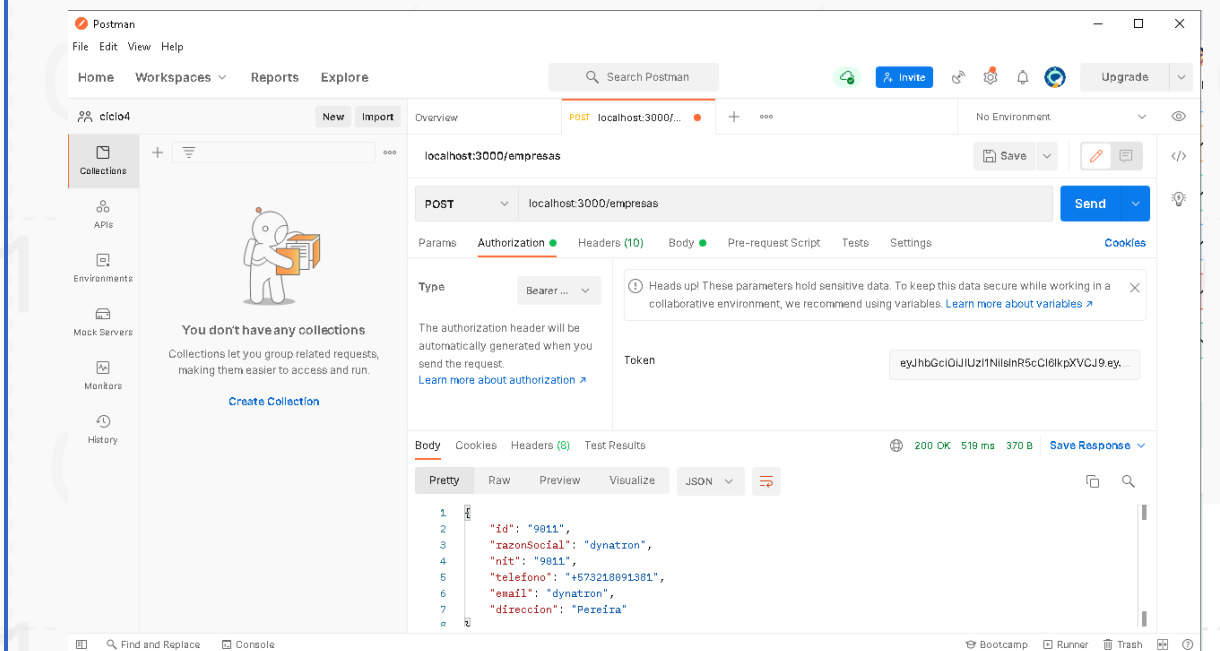 Postman
File Edit View Help
Home Workspaces Reports Explore
Search Postman
Invite
Upgrade
ciclo4
New Import
Overview
POST localhost:3000/...
No Environment
Collections
APIs
Environments
Mock Servers
Monitors
History
You don't have any collections
Collections let you group related requests,
making them easier to access and run.
Create Collection
localhost:3000/empresas
Save
POST
localhost:3000/empresas
Send
Params Authorization Headers (10) Body Pre-request Script Tests Settings Cookies
Type
Bearer ...
The authorization header will be
automatically generated when you
send the request.
Learn more about authorization
Heads up! These parameters hold sensitive data. To keep this data secure while working in a
collaborative environment, we recommend using variables. Learn more about variables
Token
Body Cookies Headers (8) Test Results
200 OK 519 ms 370 B Save Response
Pretty Raw Preview Visualize JSON
1 {
2 "id": "9011",
3 "razonSocial": "dynatron",
4 "nit": "9011",
5 "telefono": "+573218091381",
6 "email": "dynatron",
7 "direccion": "Pereira"
8 }
Find and Replace Console
Bootcamp Runner Trash